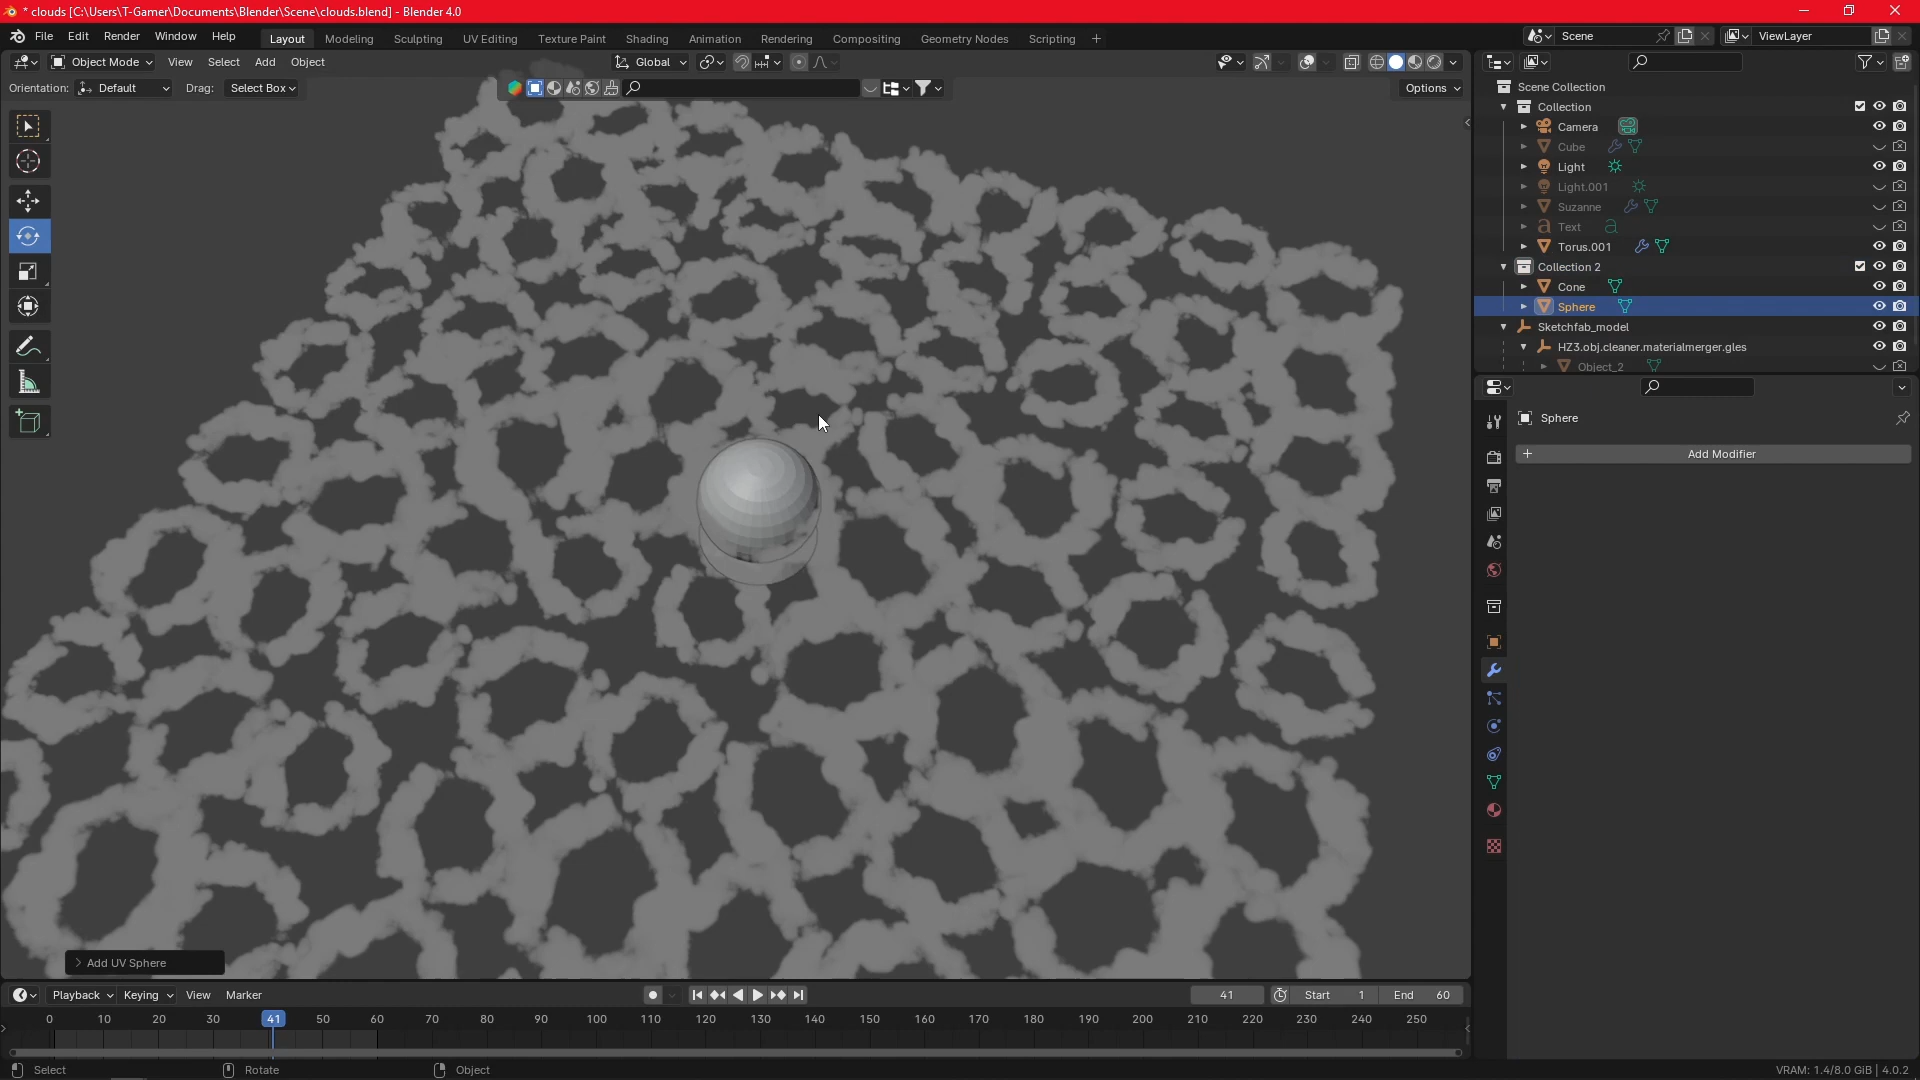 * clouds [C:\Users\T-Gamer\Documents\Blender\Scene\clouds.blend] - Blender 4.0
File Edit Render Window Help Layout Modeling Sculpting UV Editing Texture Paint Shading Animation Rendering Compositing Geometry Nodes Scripting + Scene ViewLayer
Object Mode View Select Add Object Global
Orientation: Default Drag: Select Box Options
Scene Collection
Collection
Camera
Cube
Light
Light.001
Suzanne
Text
Torus.001
Collection 2
Cone
Sphere
Sketchfab_model
HZ3.obj.cleaner.materialmerger.gles
Object_2
Sphere
+ Add Modifier
> Add UV Sphere
Playback Keying View Marker 41 Start 1 End 60
0 10 20 30 41 50 60 70 80 90 100 110 120 130 140 150 160 170 180 190 200 210 220 230 240 250
Select Rotate Object VRAM: 1.4/8.0 GiB | 4.0.2